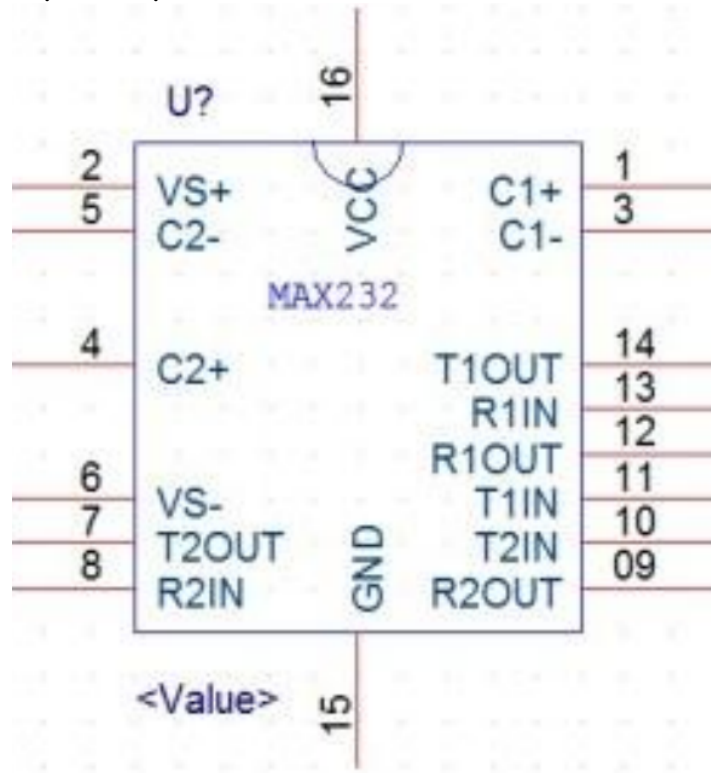 U?
16
2
VS+
VCC
C1+
1
5
C2-
C1-
3
MAX232
4
C2+
T1OUT
14
R1IN
13
R1OUT
12
6
VS-
T1IN
11
7
T2OUT
GND
T2IN
10
8
R2IN
R2OUT
09
<Value>
15